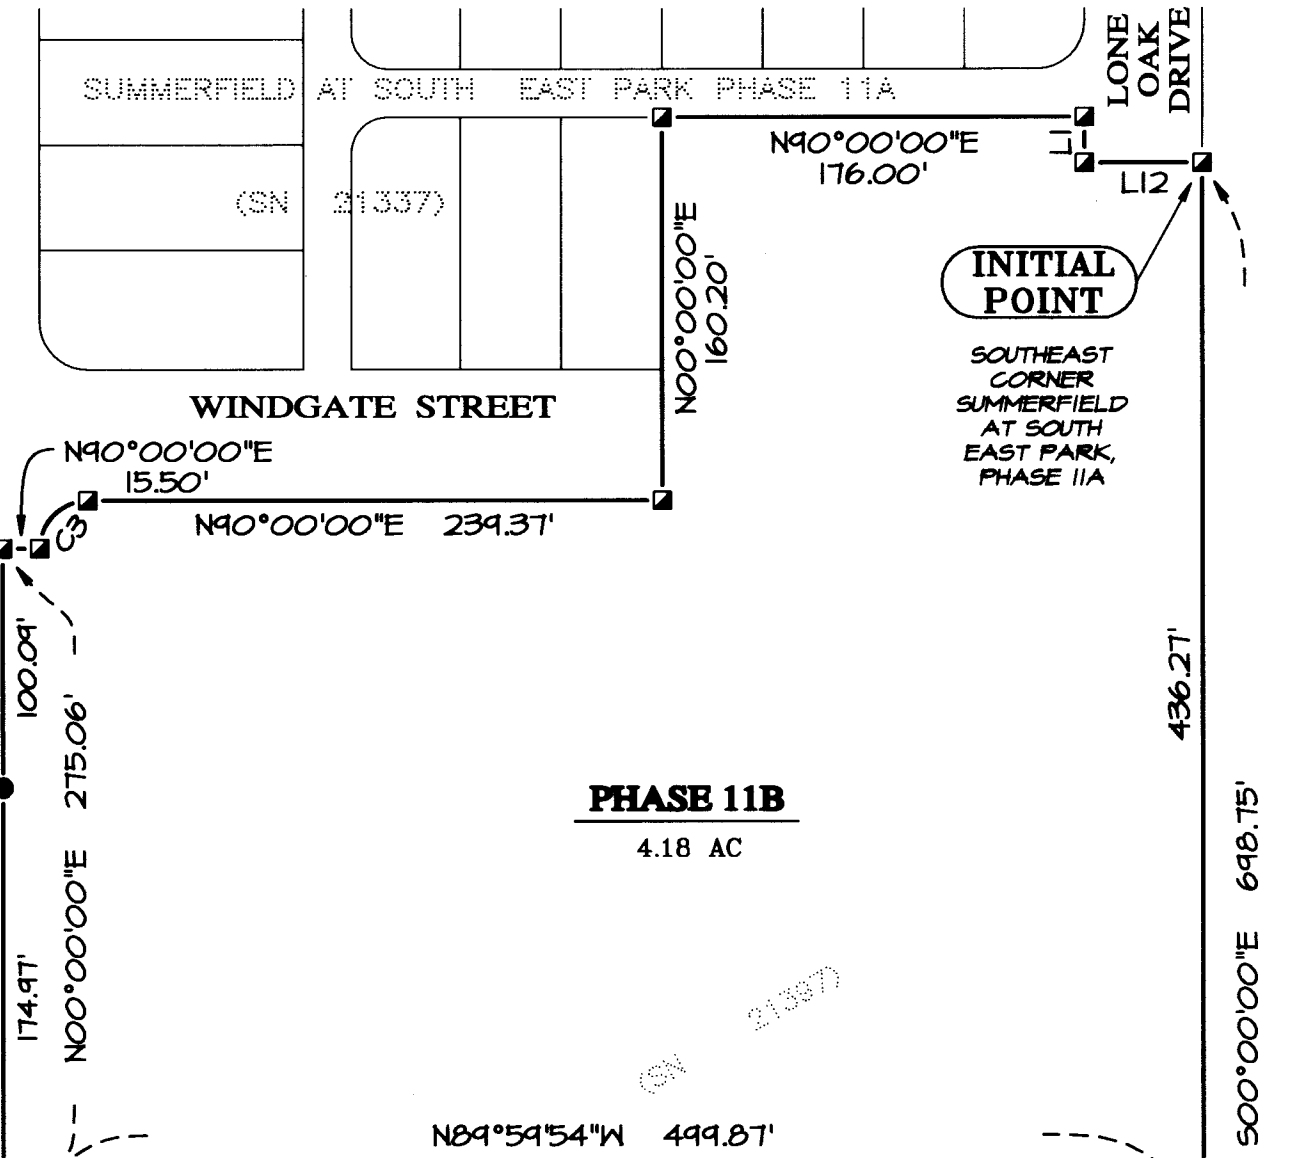 LONE
OAK
DRIVE
SUMMERFIELD AT SOUTH EAST PARK PHASE 11A
N90°00'00"E
176.00'
L1
L12
(SN 21337)
N00°00'00"E
160.20'
INITIAL
POINT
SOUTHEAST
CORNER
SUMMERFIELD
AT SOUTH
EAST PARK,
PHASE 11A
WINDGATE STREET
N90°00'00"E
15.50'
C3
N90°00'00"E 239.37'
100.09'
N00°00'00"E 275.06'
174.97'
436.27'
S00°00'00"E 698.75'
PHASE 11B
4.18 AC
(SN 21397)
N89°59'54"W 499.87'